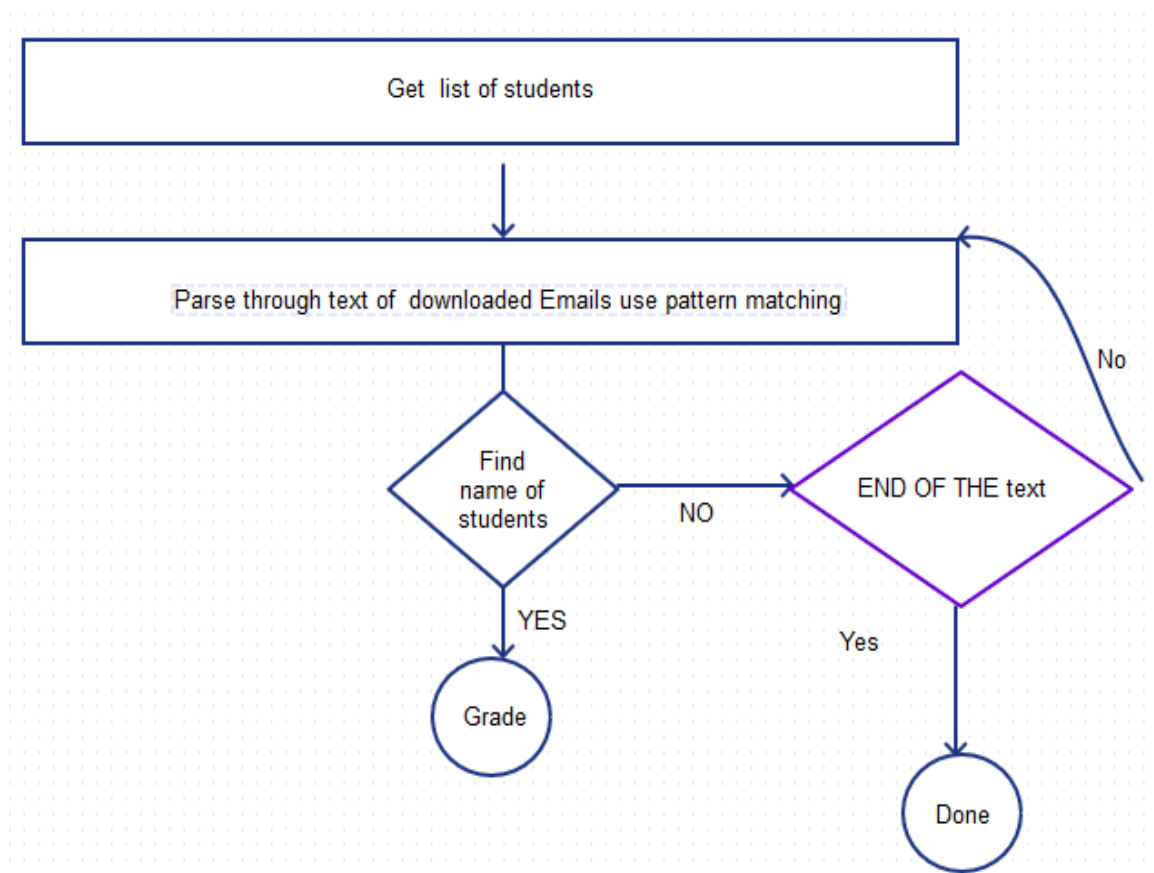 Get list of students
Parse through text of downloaded Emails use pattern matching
No
Find
name of
students
NO
END OF THE text
YES
Yes
Grade
Done